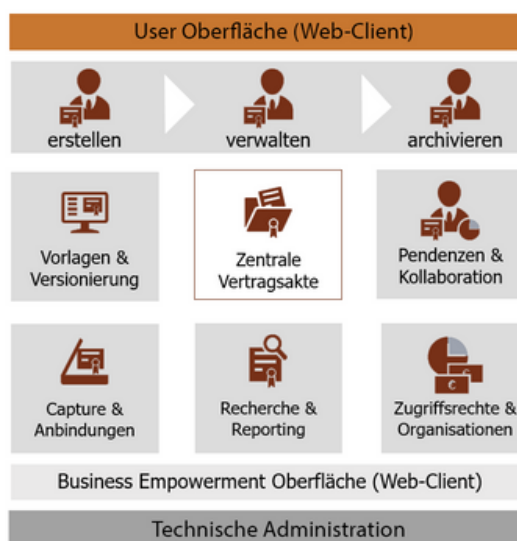 User Oberfläche (Web-Client)
erstellen
verwalten
archivieren
Vorlagen &
Versionierung
Zentrale
Vertragsakte
Pendenzen &
Kollaboration
Capture &
Anbindungen
Recherche &
Reporting
Zugriffsrechte &
Organisationen
Business Empowerment Oberfläche (Web-Client)
Technische Administration